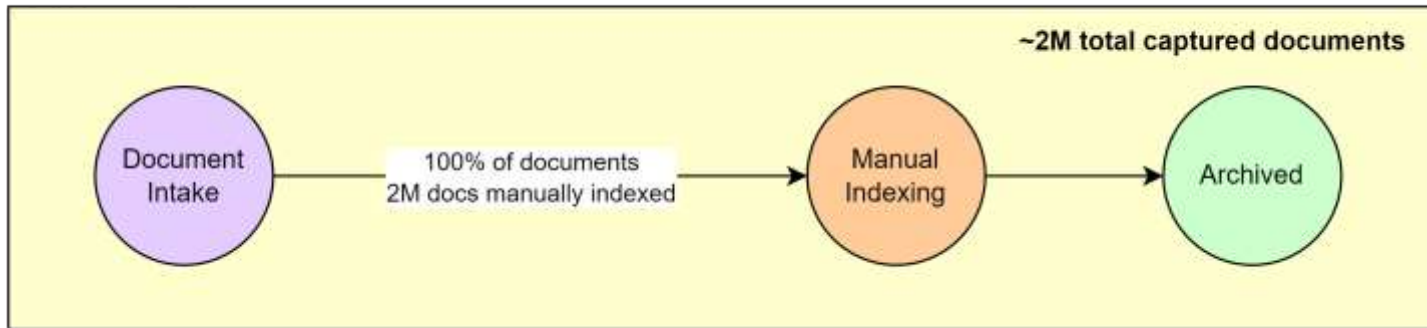 ~2M total captured documents
Document
Intake
100% of documents
2M docs manually indexed
Manual
Indexing
Archived